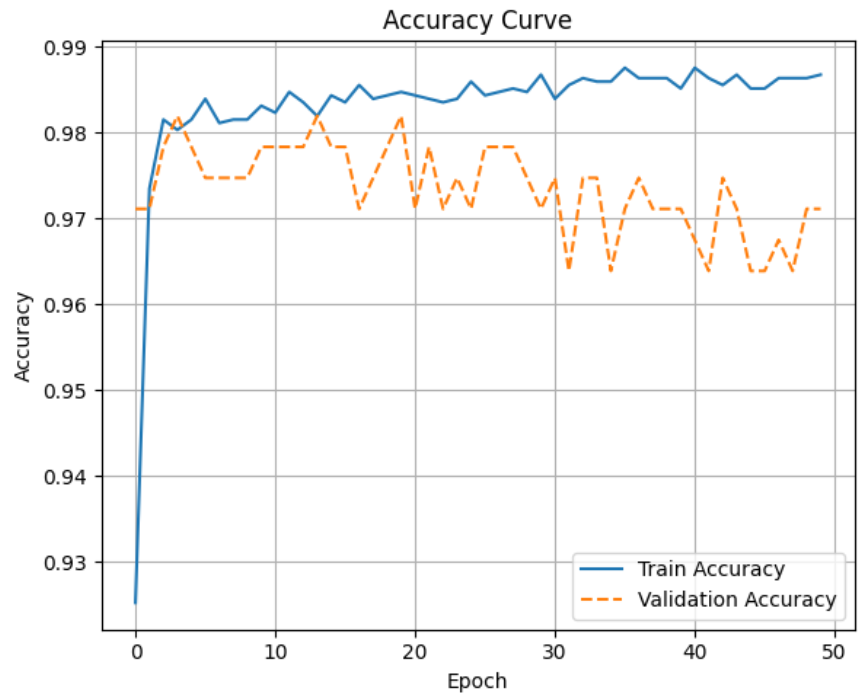 Accuracy Curve
0.99
0.98
0.97
0.96
0.95
0.94
0.93
Accuracy
Train Accuracy
Validation Accuracy
0 10 20 30 40 50
Epoch